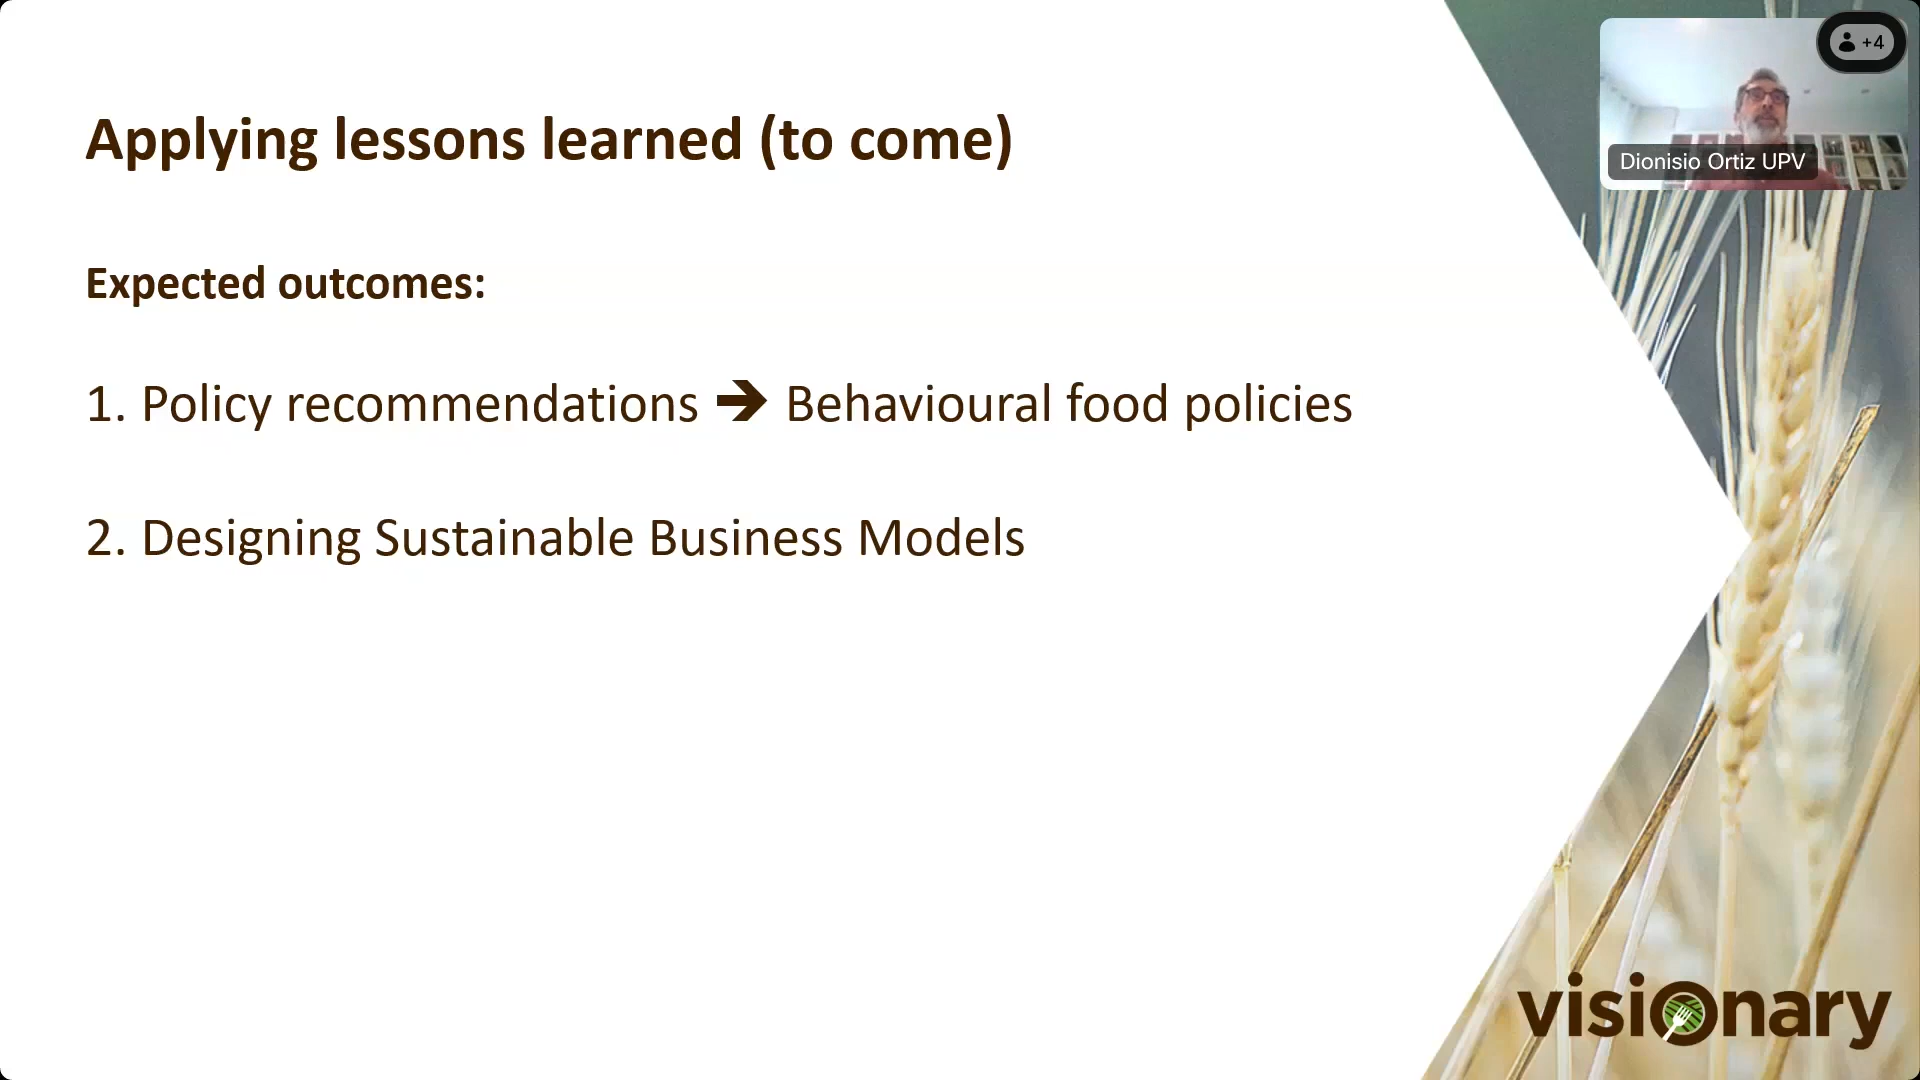 Applying lessons learned (to come)
+4
Dionisio Ortiz UPV
Expected outcomes:
1. Policy recommendations ➔ Behavioural food policies
2. Designing Sustainable Business Models
visionary